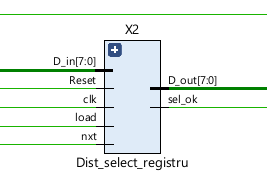 X2
D_in[7:0]
Reset
clk
load
nxt
D_out[7:0]
sel_ok
Dist_select_registru